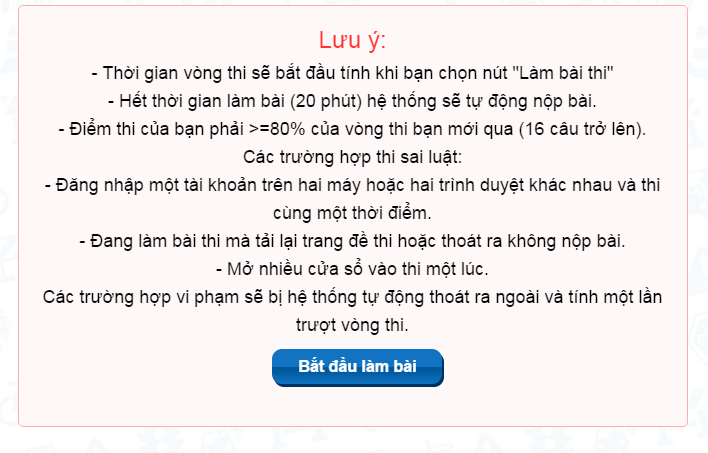 Lưu ý:
- Thời gian vòng thi sẽ bắt đầu tính khi bạn chọn nút "Làm bài thi"
- Hết thời gian làm bài (20 phút) hệ thống sẽ tự động nộp bài.
- Điểm thi của bạn phải >=80% của vòng thi bạn mới qua (16 câu trở lên).
Các trường hợp thi sai luật:
- Đăng nhập một tài khoản trên hai máy hoặc hai trình duyệt khác nhau và thi
cùng một thời điểm.
- Đang làm bài thi mà tải lại trang đề thi hoặc thoát ra không nộp bài.
- Mở nhiều cửa sổ vào thi một lúc.
Các trường hợp vi phạm sẽ bị hệ thống tự động thoát ra ngoài và tính một lần
trượt vòng thi.
Bắt đầu làm bài